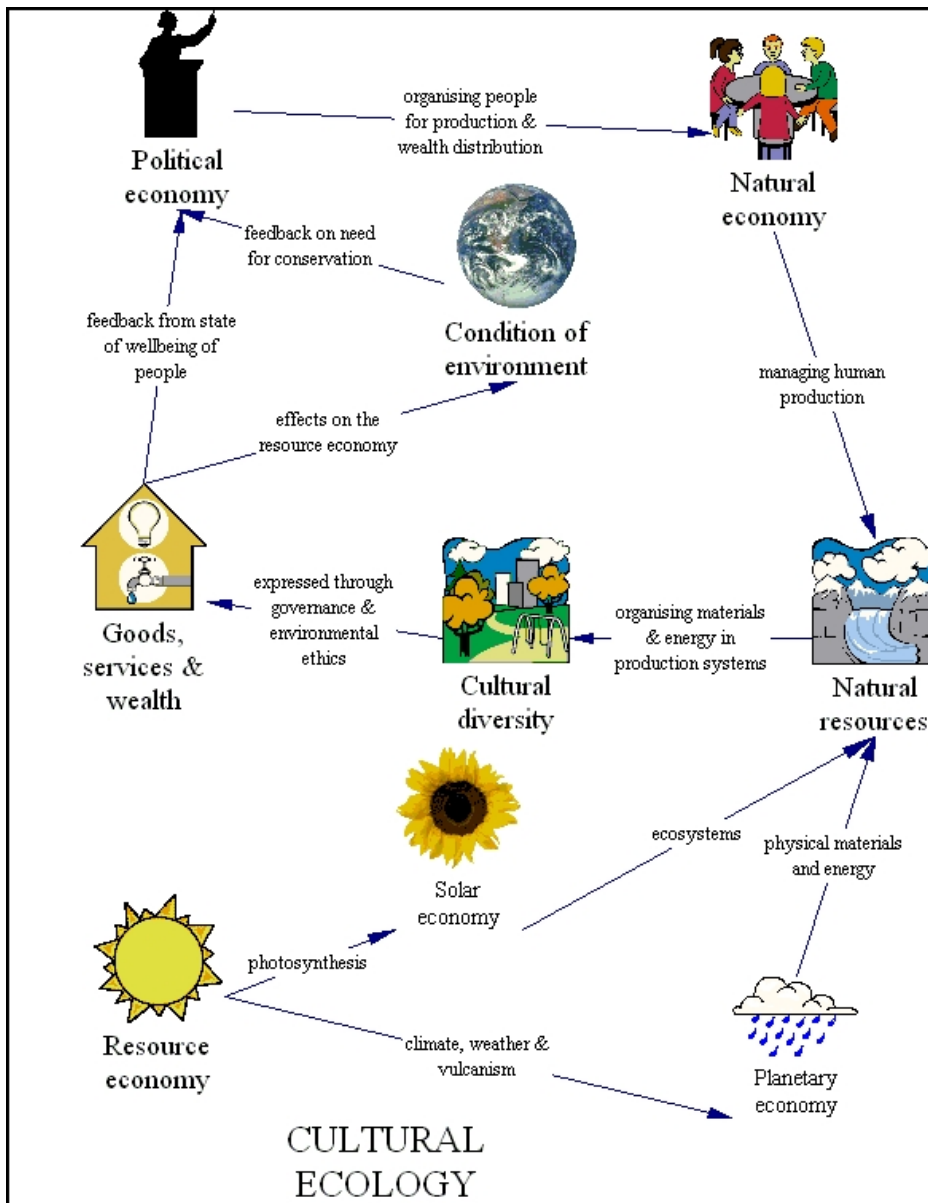 organising people
for production &
wealth distribution
Political
economy
Natural
economy
feedback on need
for conservation
Condition of
environment
feedback from state
of wellbeing of
people
managing human
production
effects on the
resource economy
expressed through
governance &
environmental
ethics
organising materials
& energy in
production systems
Goods,
services &
wealth
Cultural
diversity
Natural
resources
ecosystems
physical materials
and energy
Solar
economy
photosynthesis
Resource
economy
climate, weather &
vulcanism
Planetary
economy
CULTURAL
ECOLOGY